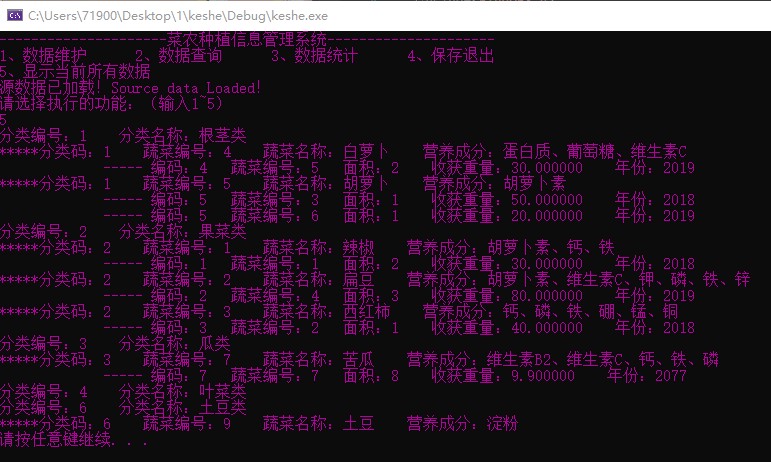 C:\Users\71900\Desktop\1\keshe\Debug\keshe.exe
---------------------菜农种植信息管理系统---------------------
1、数据维护      2、数据查询      3、数据统计      4、保存退出
5、显示当前所有数据
源数据已加载! Source data Loaded!
请选择执行的功能: (输入1~5)
5
分类编号: 1    分类名称: 根茎类
*****分类码: 1    蔬菜编号: 4    蔬菜名称: 白萝卜    营养成分: 蛋白质、葡萄糖、维生素C
----- 编码: 4   蔬菜编号: 5   面积: 2    收获重量: 30.000000    年份: 2019
*****分类码: 1    蔬菜编号: 5    蔬菜名称: 胡萝卜    营养成分: 胡萝卜素
----- 编码: 5   蔬菜编号: 3   面积: 1    收获重量: 50.000000    年份: 2018
----- 编码: 5   蔬菜编号: 6   面积: 1    收获重量: 20.000000    年份: 2019
分类编号: 2    分类名称: 果菜类
*****分类码: 2    蔬菜编号: 1    蔬菜名称: 辣椒    营养成分: 胡萝卜素、钙、铁
----- 编码: 1   蔬菜编号: 1   面积: 2    收获重量: 30.000000    年份: 2018
*****分类码: 2    蔬菜编号: 2    蔬菜名称: 扁豆    营养成分: 胡萝卜素、维生素C、钾、磷、铁、锌
----- 编码: 2   蔬菜编号: 4   面积: 3    收获重量: 80.000000    年份: 2019
*****分类码: 2    蔬菜编号: 3    蔬菜名称: 西红柿    营养成分: 钙、磷、铁、硼、锰、铜
----- 编码: 3   蔬菜编号: 2   面积: 1    收获重量: 40.000000    年份: 2018
分类编号: 3    分类名称: 瓜类
*****分类码: 3    蔬菜编号: 7    蔬菜名称: 苦瓜    营养成分: 维生素B2、维生素C、钙、铁、磷
----- 编码: 7   蔬菜编号: 7   面积: 8    收获重量: 9.900000    年份: 2077
分类编号: 4    分类名称: 叶菜类
分类编号: 6    分类名称: 土豆类
*****分类码: 6    蔬菜编号: 9    蔬菜名称: 土豆    营养成分: 淀粉
请按任意键继续. . .